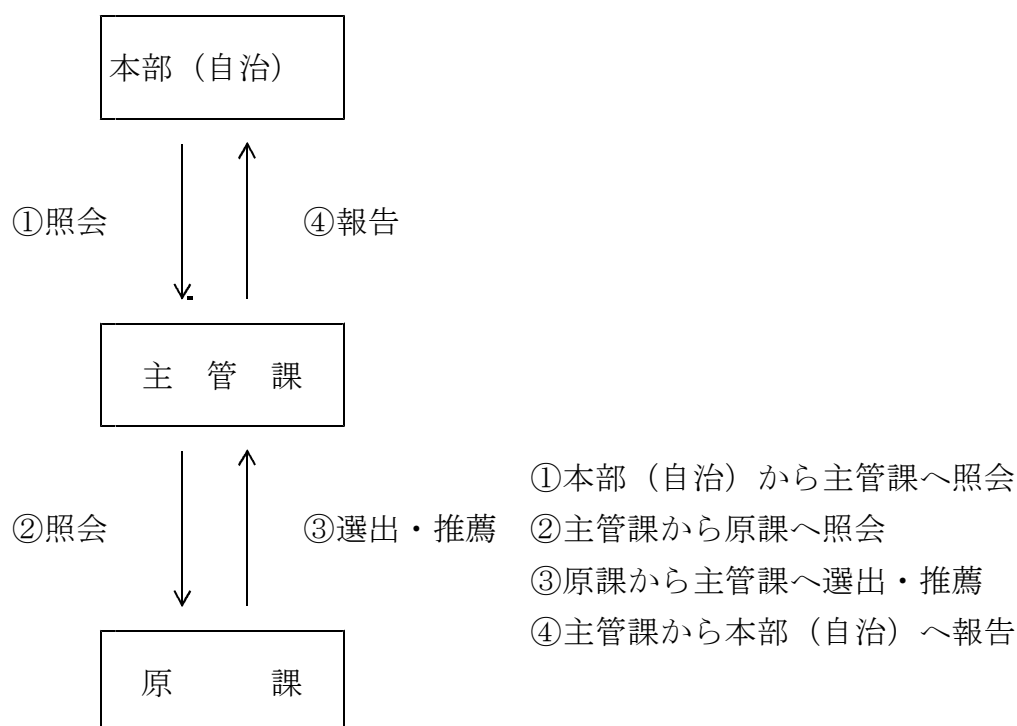 本部（自治）
①照会
④報告
主　管　課
②照会
③選出・推薦
原　　　課
①本部（自治）から主管課へ照会
②主管課から原課へ照会
③原課から主管課へ選出・推薦
④主管課から本部（自治）へ報告